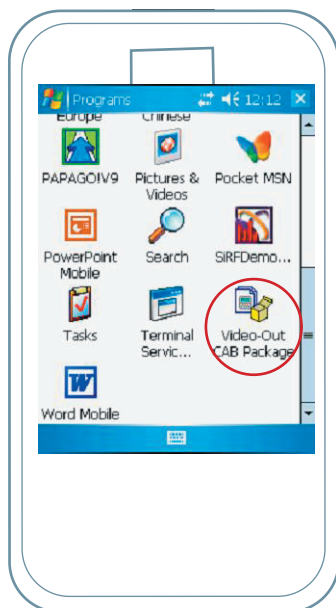 Programs 12:12
Europe Chinese
PAPAGOIV9 Pictures & Videos Pocket MSN
PowerPoint Mobile Search SiRFDemo...
Tasks Terminal Servic... Video-Out CAB Package
Word Mobile